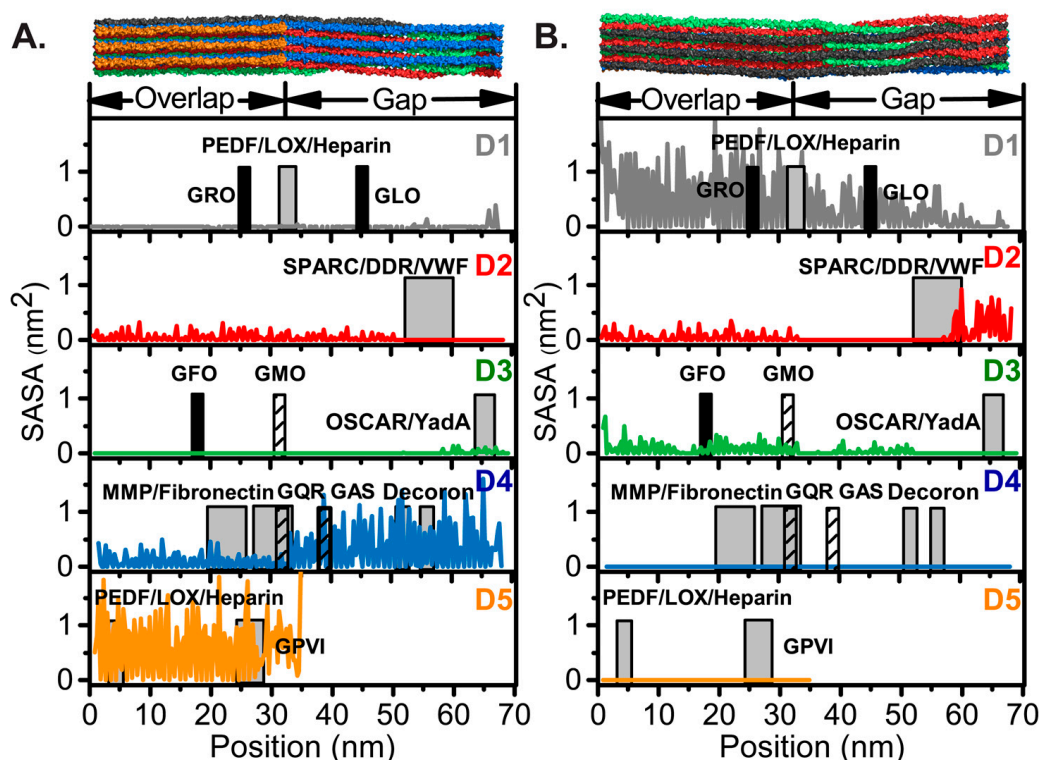 A.
Overlap Gap
PEDF/LOX/Heparin D1
GRO GLO
1
0
SPARC/DDR/VWF D2
1
0
GFO GMO D3
OSCAR/YadA
1
0
MMP/Fibronectin GQR GAS Decoron D4
1
0
PEDF/LOX/Heparin D5
GPVI
1
0
SASA (nm2)
0 10 20 30 40 50 60 70
Position (nm)
B.
Overlap Gap
PEDF/LOX/Heparin D1
GRO GLO
1
0
SPARC/DDR/VWF D2
1
0
GFO GMO D3
OSCAR/YadA
1
0
MMP/Fibronectin GQR GAS Decoron D4
1
0
PEDF/LOX/Heparin D5
GPVI
1
0
SASA (nm2)
0 10 20 30 40 50 60 70
Position (nm)